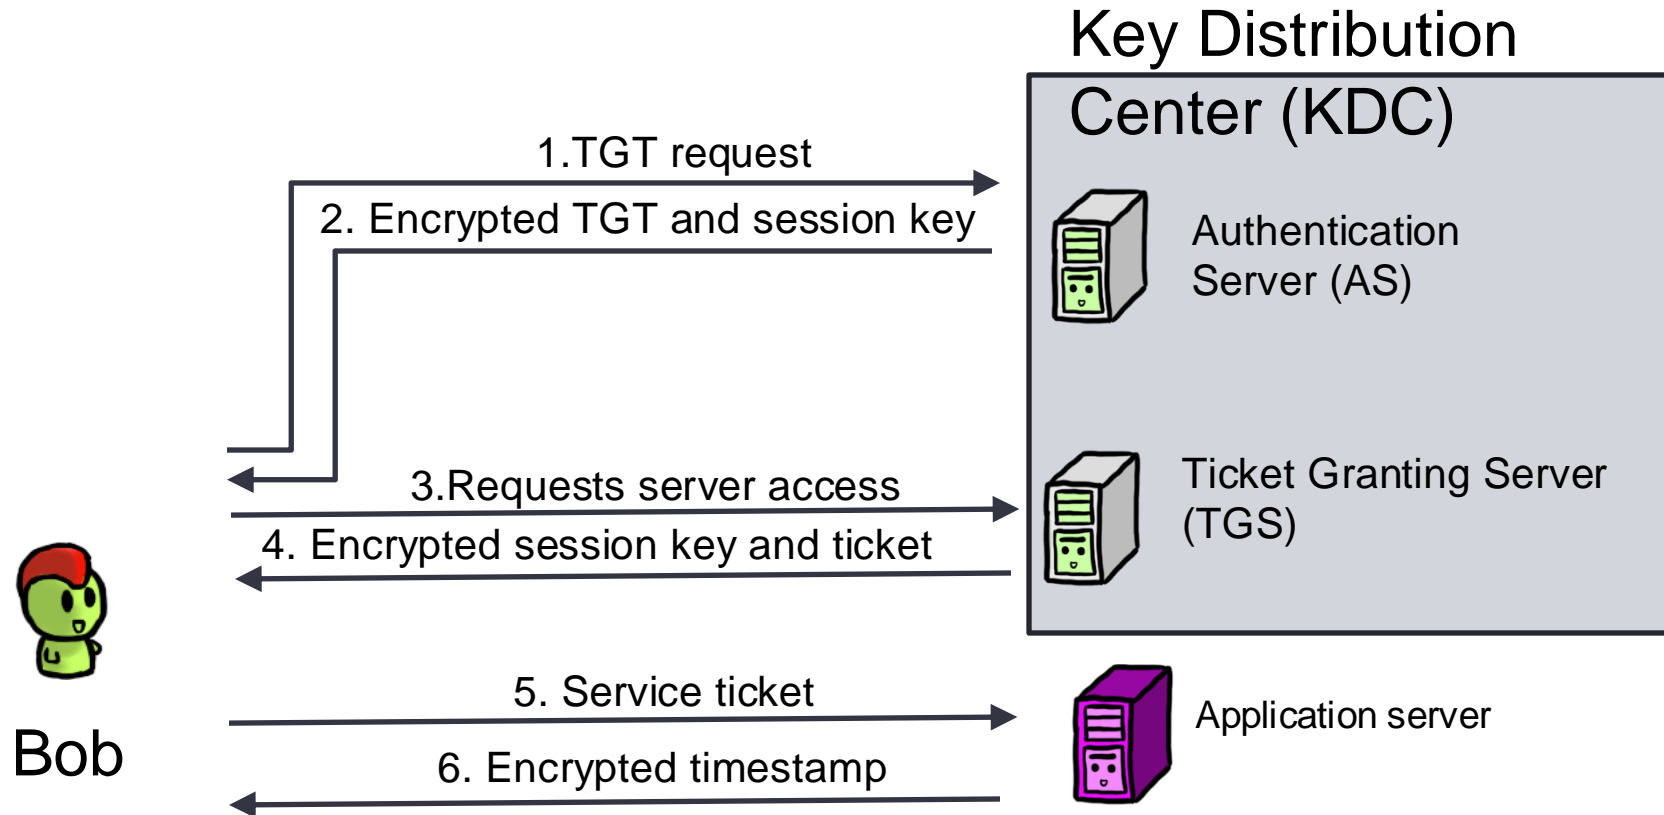 Key Distribution
Center (KDC)
1.TGT request
2. Encrypted TGT and session key
Authentication
Server (AS)
3.Requests server access
Ticket Granting Server
(TGS)
4. Encrypted session key and ticket
5. Service ticket
Application server
Bob
6. Encrypted timestamp